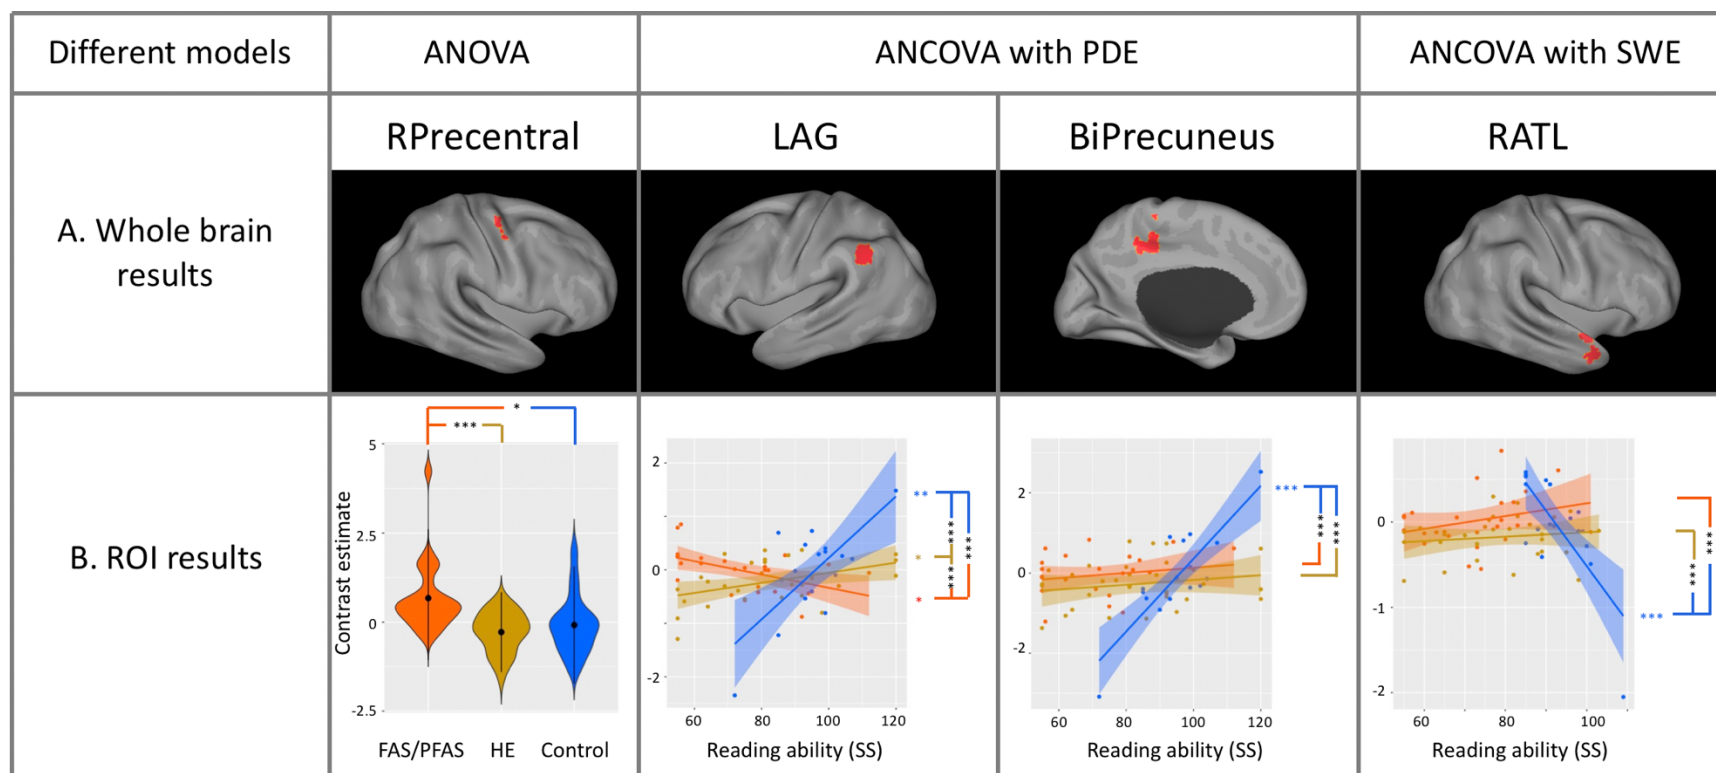 Different models
ANOVA
ANCOVA with PDE
ANCOVA with SWE
A. Whole brain
results
RPrecentral
LAG
BiPrecuneus
RATL
B. ROI results
*
***
Contrast estimate
5
2.5
0
-2.5
FAS/PFAS HE Control
2
0
-2
60 80 100 120
Reading ability (SS)
**
*
*
***
***
***
2
0
-2
60 80 100 120
Reading ability (SS)
***
***
***
0
-1
-2
60 80 100
Reading ability (SS)
***
***
***